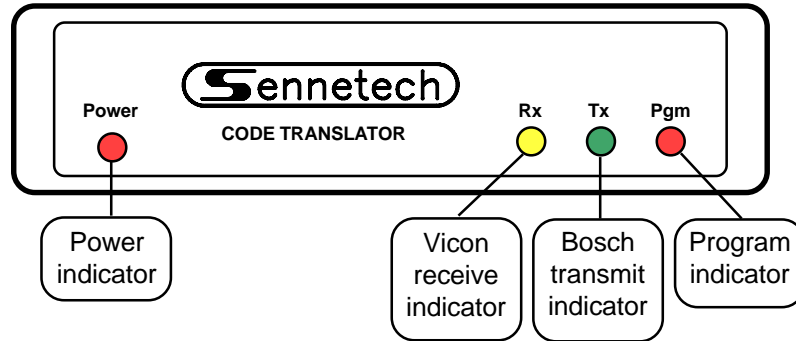 Sennetech
Power
CODE TRANSLATOR
Rx Tx Pgm
Power
indicator
Vicon
receive
indicator
Bosch
transmit
indicator
Program
indicator